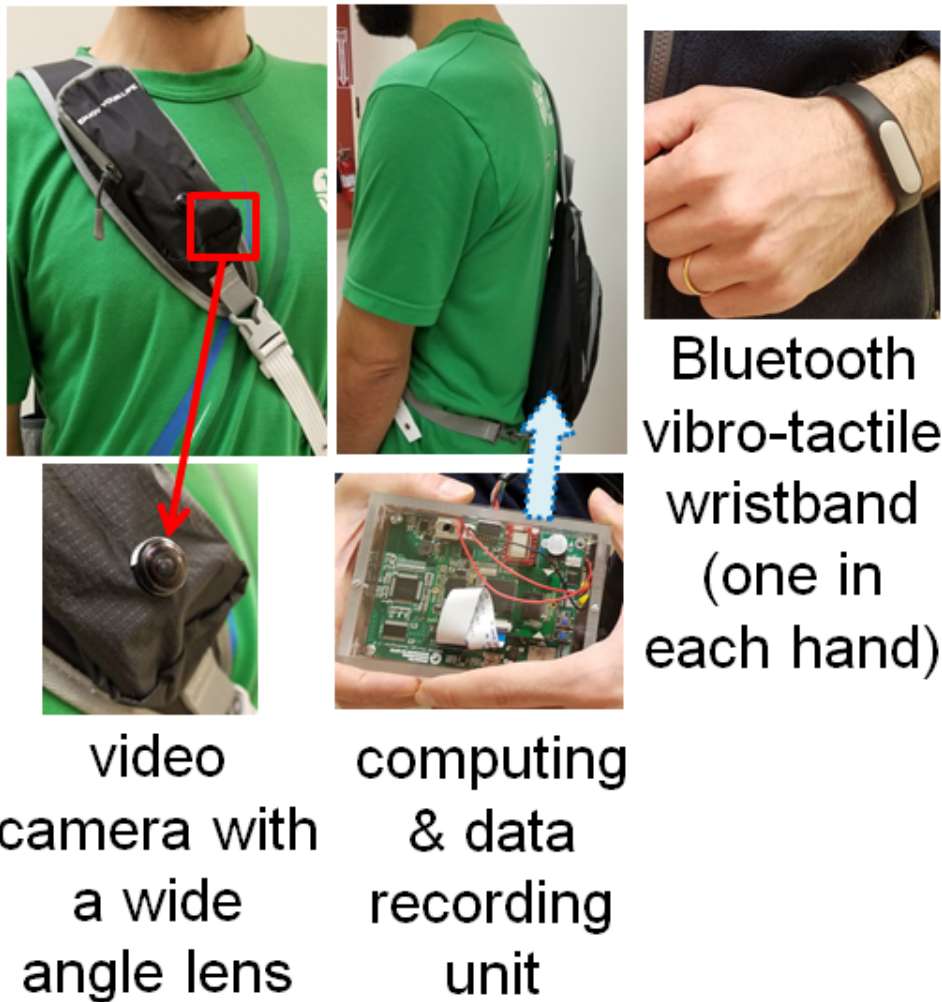 Bluetooth
vibro-tactile
wristband
(one in
each hand)
video
camera with
a wide
angle lens
computing
& data
recording
unit